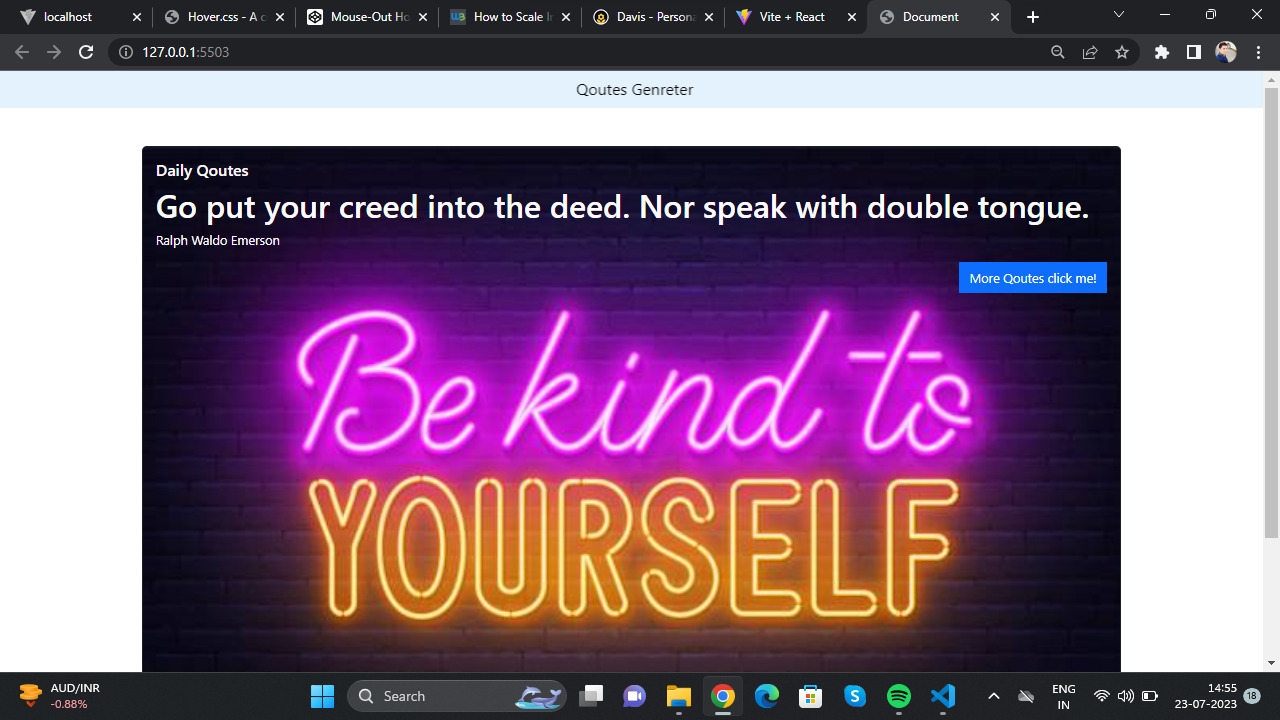 localhost
Hover.css - A c
Mouse-Out Ho
How to Scale I
Davis - Persona
Vite + React
Document
127.0.0.1:5503
Qoutes Genreter
Daily Qoutes
Go put your creed into the deed. Nor speak with double tongue.
Ralph Waldo Emerson
More Qoutes click me!
Be kind to
YOURSELF
AUD/INR
-0.88%
Search
ENG
IN
14:55
23-07-2023
18